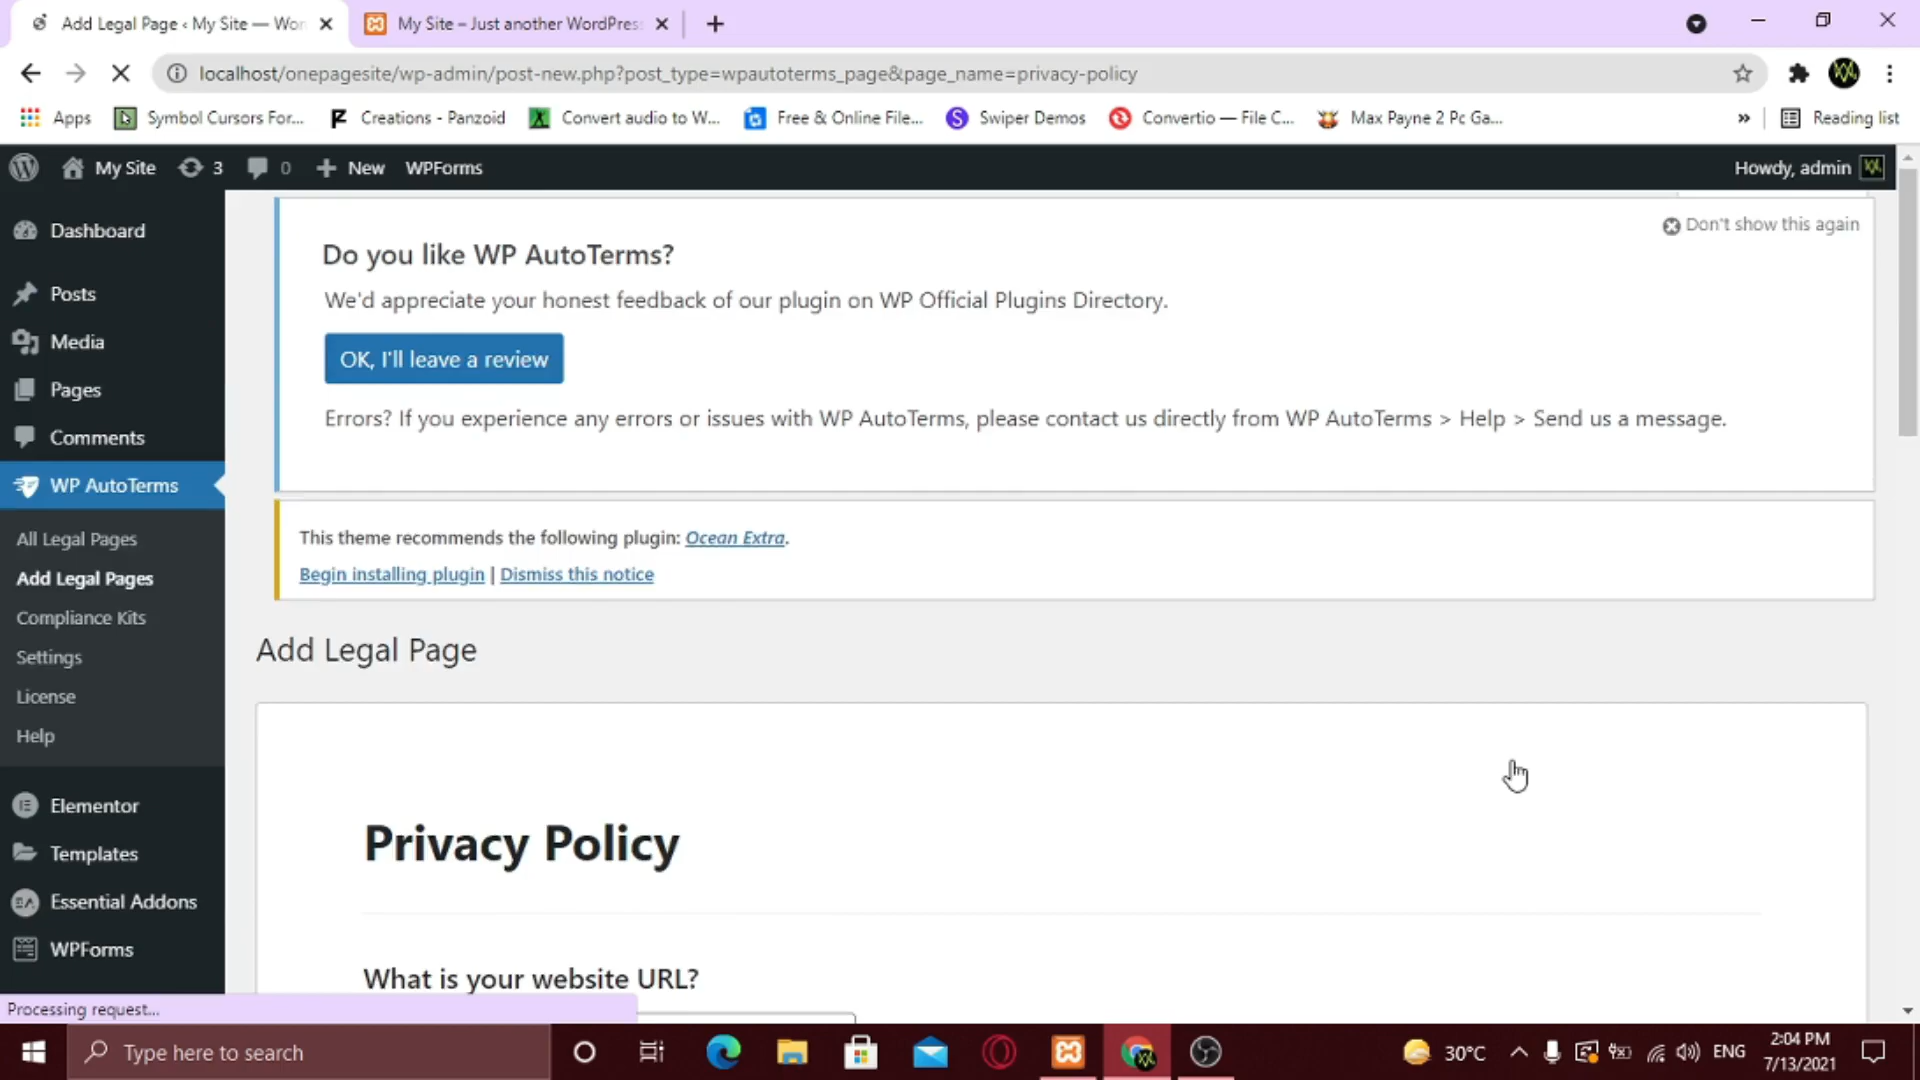 Add Legal Page ‹ My Site — Wor
My Site – Just another WordPres
localhost/onepagesite/wp-admin/post-new.php?post_type=wpautoterms_page&page_name=privacy-policy
Apps
Symbol Cursors For...
Creations - Panzoid
Convert audio to W...
Free & Online File...
Swiper Demos
Convertio — File C...
Max Payne 2 Pc Ga...
»
Reading list
My Site
3
0
New
WPForms
Howdy, admin
Dashboard
Posts
Media
Pages
Comments
WP AutoTerms
All Legal Pages
Add Legal Pages
Compliance Kits
Settings
License
Help
Elementor
Templates
Essential Addons
WPForms
Don't show this again
Do you like WP AutoTerms?
We'd appreciate your honest feedback of our plugin on WP Official Plugins Directory.
OK, I'll leave a review
Errors? If you experience any errors or issues with WP AutoTerms, please contact us directly from WP AutoTerms > Help > Send us a message.
This theme recommends the following plugin: Ocean Extra.
Begin installing plugin | Dismiss this notice
Add Legal Page
Privacy Policy
What is your website URL?
Processing request...
Type here to search
30°C
ENG
2:04 PM
7/13/2021